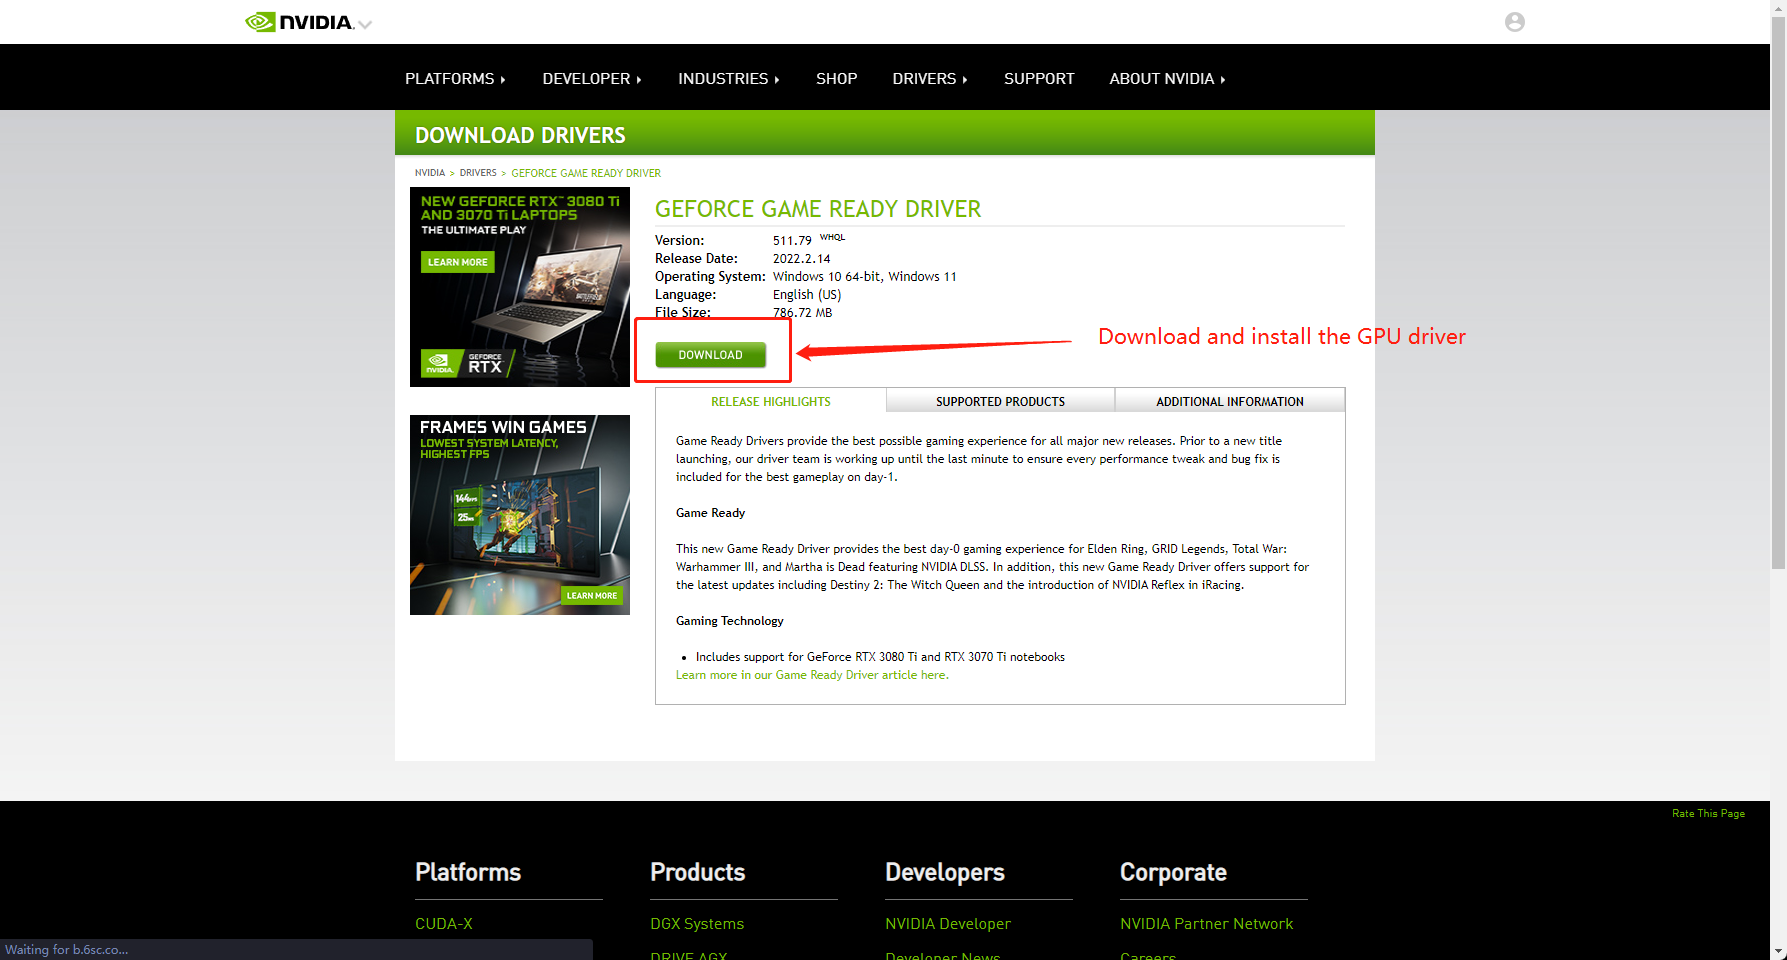 NVIDIA.
PLATFORMS DEVELOPER INDUSTRIES SHOP DRIVERS SUPPORT ABOUT NVIDIA
DOWNLOAD DRIVERS
NVIDIA > DRIVERS > GEFORCE GAME READY DRIVER
NEW GEFORCE RTX™ 3080 Ti
AND 3070 Ti LAPTOPS
THE ULTIMATE PLAY
LEARN MORE
BATTLEFIELD
NVIDIA.
GEFORCE
RTX
FRAMES WIN GAMES
LOWEST SYSTEM LATENCY,
HIGHEST FPS
144FPS
25ms
LEARN MORE
GEFORCE GAME READY DRIVER
Version: 511.79 WHQL
Release Date: 2022.2.14
Operating System: Windows 10 64-bit, Windows 11
Language: English (US)
File Size: 786.72 MB
DOWNLOAD
Download and install the GPU driver
RELEASE HIGHLIGHTS SUPPORTED PRODUCTS ADDITIONAL INFORMATION
Game Ready Drivers provide the best possible gaming experience for all major new releases. Prior to a new title
launching, our driver team is working up until the last minute to ensure every performance tweak and bug fix is
included for the best gameplay on day-1.
Game Ready
This new Game Ready Driver provides the best day-0 gaming experience for Elden Ring, GRID Legends, Total War:
Warhammer III, and Martha is Dead featuring NVIDIA DLSS. In addition, this new Game Ready Driver offers support for
the latest updates including Destiny 2: The Witch Queen and the introduction of NVIDIA Reflex in iRacing.
Gaming Technology
• Includes support for GeForce RTX 3080 Ti and RTX 3070 Ti notebooks
Learn more in our Game Ready Driver article here.
Rate This Page
Platforms Products Developers Corporate
CUDA-X DGX Systems NVIDIA Developer NVIDIA Partner Network
DRIVE AGX Developer News Careers
Waiting for b.6sc.co...